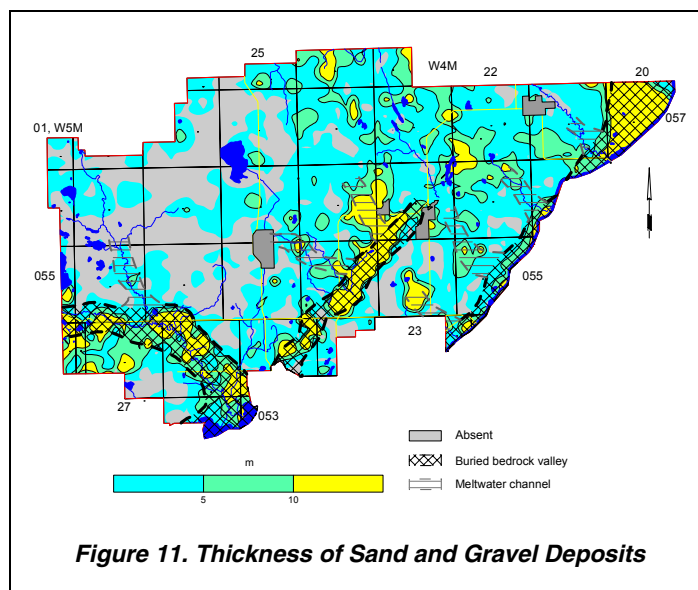 25
W4M
22
20
01, W5M
057
055
055
23
27
053
Absent
m
Buried bedrock valley
Meltwater channel
5
10
Figure 11. Thickness of Sand and Gravel Deposits